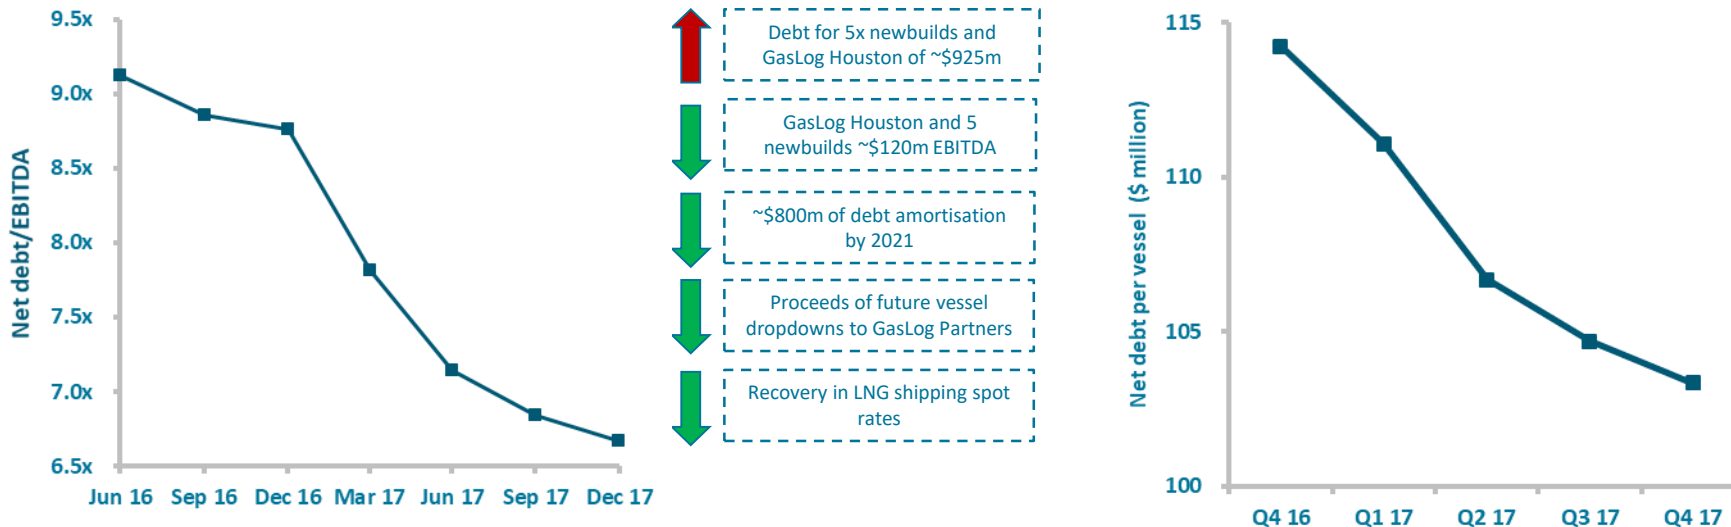 Net debt/EBITDA
9.5x
9.0x
8.5x
8.0x
7.5x
7.0x
6.5x
Jun 16 Sep 16 Dec 16 Mar 17 Jun 17 Sep 17 Dec 17
Debt for 5x newbuilds and
GasLog Houston of ~$925m
GasLog Houston and 5
newbuilds ~$120m EBITDA
~$800m of debt amortisation
by 2021
Proceeds of future vessel
dropdowns to GasLog Partners
Recovery in LNG shipping spot
rates
Net debt per vessel ($ million)
115
110
105
100
Q4 16 Q1 17 Q2 17 Q3 17 Q4 17